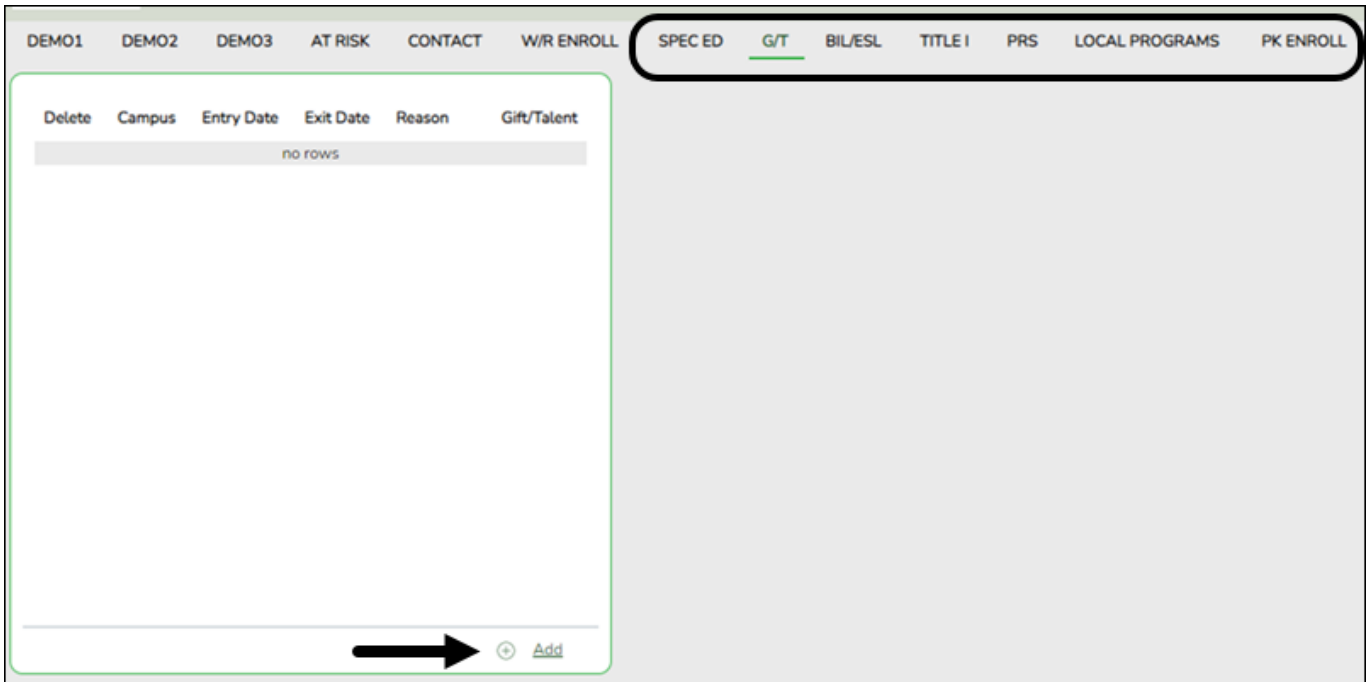 DEMO1 DEMO2 DEMO3 AT RISK CONTACT W/R ENROLL SPEC ED G/T BIL/ESL TITLE I PRS LOCAL PROGRAMS PK ENROLL
Delete Campus Entry Date Exit Date Reason Gift/Talent
no rows
Add